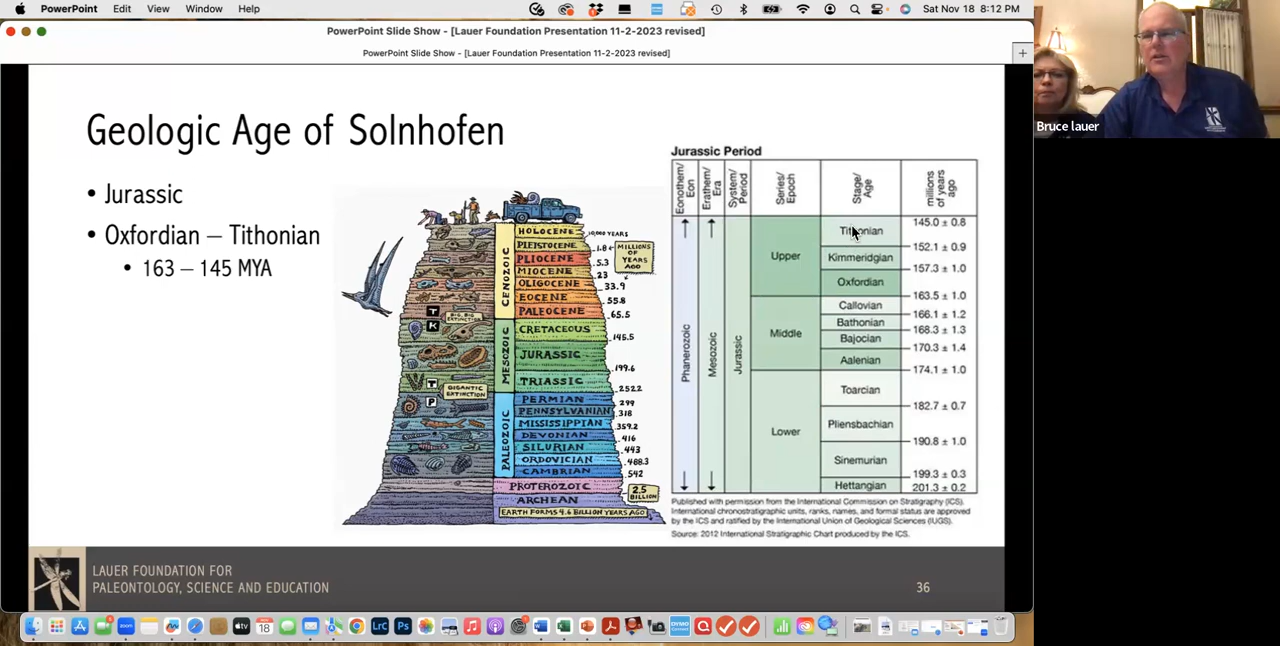 PowerPoint File Edit View Window Help
Sat Nov 18 8:12 PM
PowerPoint Slide Show - [Lauer Foundation Presentation 11-2-2023 revised]
PowerPoint Slide Show - [Lauer Foundation Presentation 11-2-2023 revised]
Bruce lauer
Geologic Age of Solnhofen
• Jurassic
• Oxfordian – Tithonian
• 163 – 145 MYA
CENOZOIC
MESOZOIC
PALEOZOIC
HOLOCENE
PLEISTOCENE
PLIOCENE
MIOCENE
OLIGOCENE
EOCENE
PALEOCENE
CRETACEOUS
JURASSIC
TRIASSIC
PERMIAN
PENNSYLVANIAN
MISSISSIPPIAN
DEVONIAN
SILURIAN
ORDOVICIAN
CAMBRIAN
PROTEROZOIC
ARCHEAN
EARTH FORMS 4.6 BILLION YEARS AGO
10,000 YEARS
1.8
5.3
23
33.9
55.8
65.5
145.5
199.6
299
318
359.2
416
443
488.3
542
2.5
BILLION
MILLIONS
OF
YEARS
AGO
T
K
BIG, BIG
EXTINCTION
T
P
GIGANTIC
EXTINCTION
Jurassic Period
Eonothem/
Eon
Erathem/
Era
System/
Period
Series/
Epoch
Stage/
Age
millions
of years
ago
Phanerozoic
Mesozoic
Jurassic
Upper
Middle
Lower
Tithonian
Kimmeridgian
Oxfordian
Callovian
Bathonian
Bajocian
Aalenian
Toarcian
Pliensbachian
Sinemurian
Hettangian
145.0 ± 0.8
152.1 ± 0.9
157.3 ± 1.0
163.5 ± 1.0
166.1 ± 1.2
168.3 ± 1.3
170.3 ± 1.4
174.1 ± 1.0
182.7 ± 0.7
190.8 ± 1.0
199.3 ± 0.3
201.3 ± 0.2
Published with permission from the International Commission on Stratigraphy (ICS).
International chronostratigraphic units, ranks, names, and formal status are approved
by the ICS and ratified by the International Union of Geological Sciences (IUGS).
Source: 2012 International Stratigraphic Chart produced by the ICS.
LAUER FOUNDATION FOR
PALEONTOLOGY, SCIENCE AND EDUCATION
36
zoom
tv
18
LrC
Ps